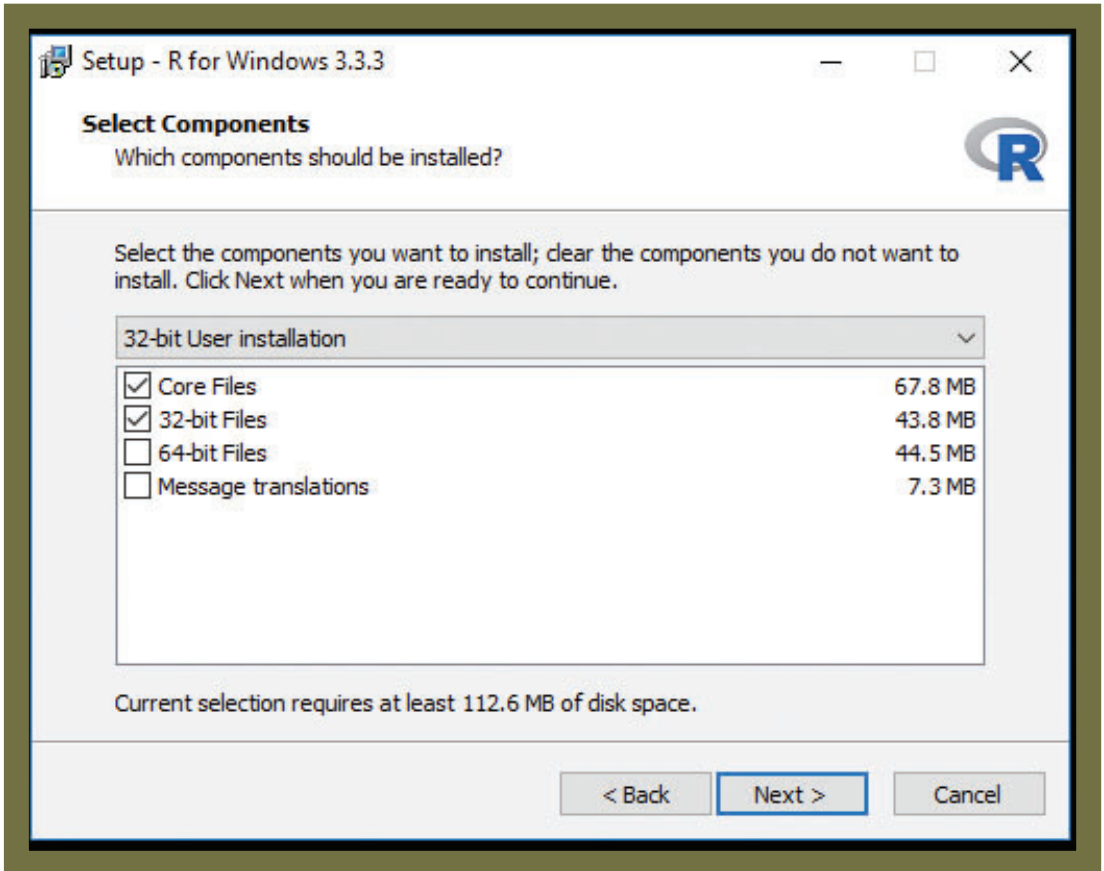 Setup - R for Windows 3.3.3
Select Components
Which components should be installed?
R
Select the components you want to install; clear the components you do not want to
install. Click Next when you are ready to continue.
32-bit User installation
Core Files 67.8 MB
32-bit Files 43.8 MB
64-bit Files 44.5 MB
Message translations 7.3 MB
Current selection requires at least 112.6 MB of disk space.
< Back Next > Cancel